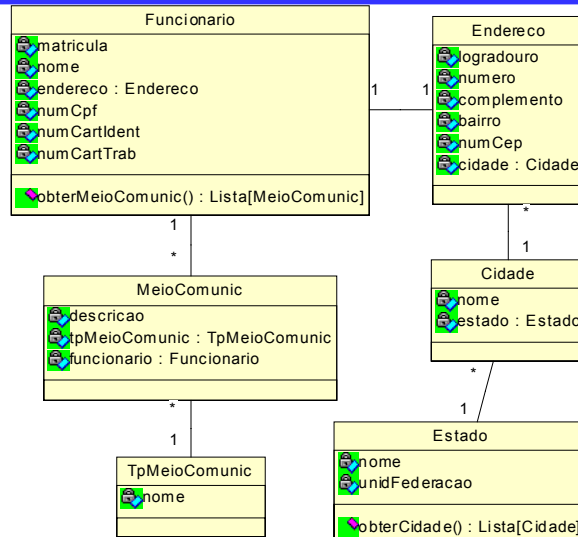 Funcionario
matricula
nome
endereco : Endereco
numCpf
numCartIdent
numCartTrab
obterMeioComunic() : Lista[MeioComunic]
1
1
Endereco
logradouro
numero
complemento
bairro
numCep
cidade : Cidade
1
*
*
1
MeioComunic
descricao
tpMeioComunic : TpMeioComunic
funcionario : Funcionario
Cidade
nome
estado : Estado
*
1
*
1
TpMeioComunic
nome
Estado
nome
unidFederacao
obterCidade() : Lista[Cidade]